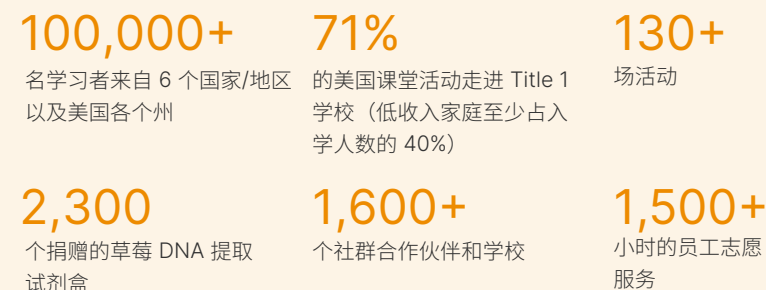 100,000+
名学习者来自 6 个国家/地区
以及美国各个州
71%
的美国课堂活动走进 Title 1
学校（低收入家庭至少占入
学人数的 40%）
130+
场活动
2,300
个捐赠的草莓 DNA 提取
试剂盒
1,600+
个社群合作伙伴和学校
1,500+
小时的员工志愿
服务